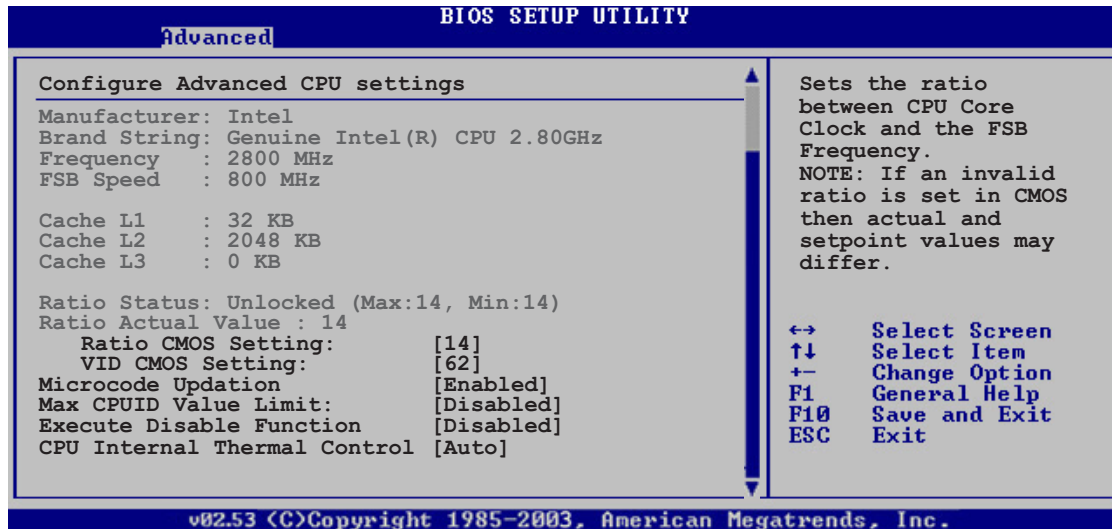 BIOS SETUP UTILITY
Advanced
Configure Advanced CPU settings
Manufacturer: Intel
Brand String: Genuine Intel(R) CPU 2.80GHz
Frequency : 2800 MHz
FSB Speed : 800 MHz
Cache L1 : 32 KB
Cache L2 : 2048 KB
Cache L3 : 0 KB
Ratio Status: Unlocked (Max:14, Min:14)
Ratio Actual Value : 14
Ratio CMOS Setting: [14]
VID CMOS Setting: [62]
Microcode Updation [Enabled]
Max CPUID Value Limit: [Disabled]
Execute Disable Function [Disabled]
CPU Internal Thermal Control [Auto]
Sets the ratio
between CPU Core
Clock and the FSB
Frequency.
NOTE: If an invalid
ratio is set in CMOS
then actual and
setpoint values may
differ.
←→ Select Screen
↑↓ Select Item
+- Change Option
F1 General Help
F10 Save and Exit
ESC Exit
v02.53 (C)Copyright 1985-2003, American Megatrends, Inc.